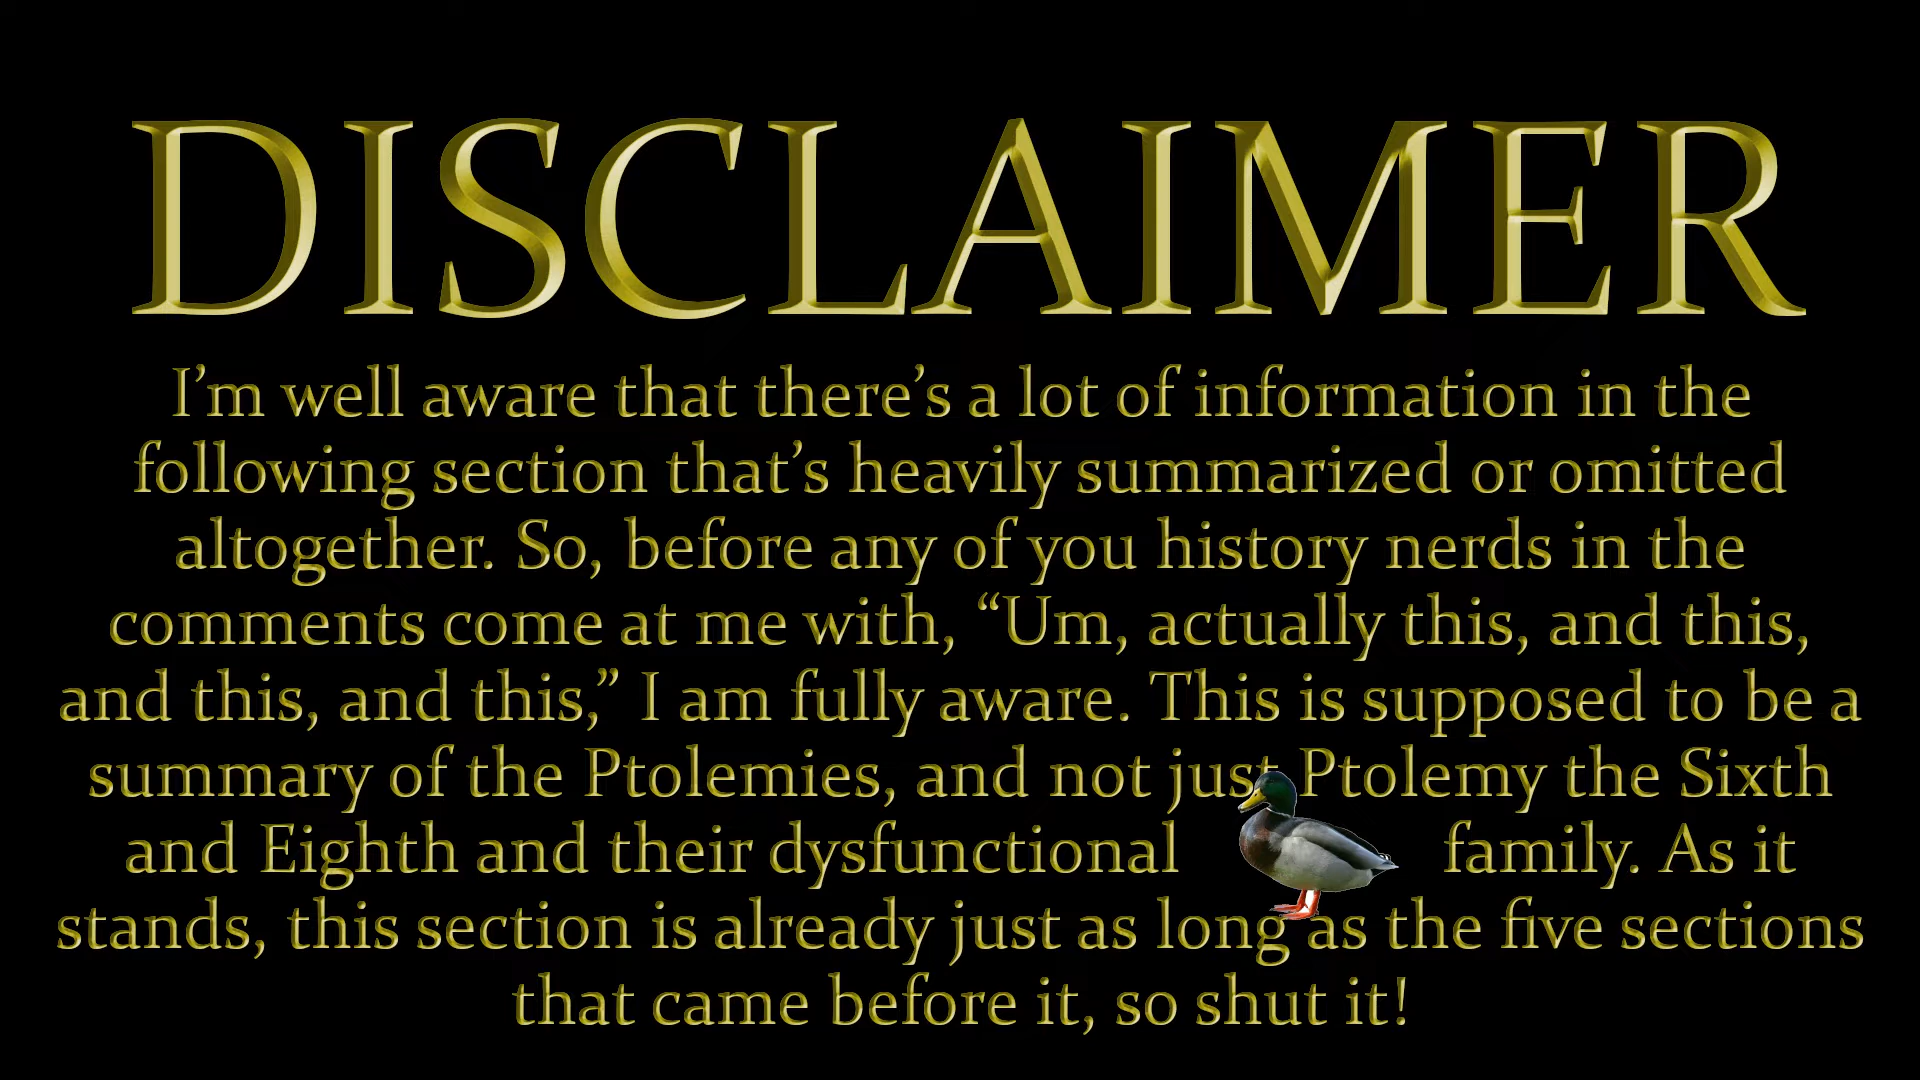 DISCLAIMER
I’m well aware that there’s a lot of information in the
following section that’s heavily summarized or omitted
altogether. So, before any of you history nerds in the
comments come at me with, “Um, actually this, and this,
and this, and this,” I am fully aware. This is supposed to be a
summary of the Ptolemies, and not just Ptolemy the Sixth
and Eighth and their dysfunctional family. As it
stands, this section is already just as long as the five sections
that came before it, so shut it!